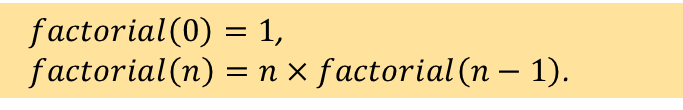 factorial(0) = 1,
factorial(n) = n × factorial(n − 1).